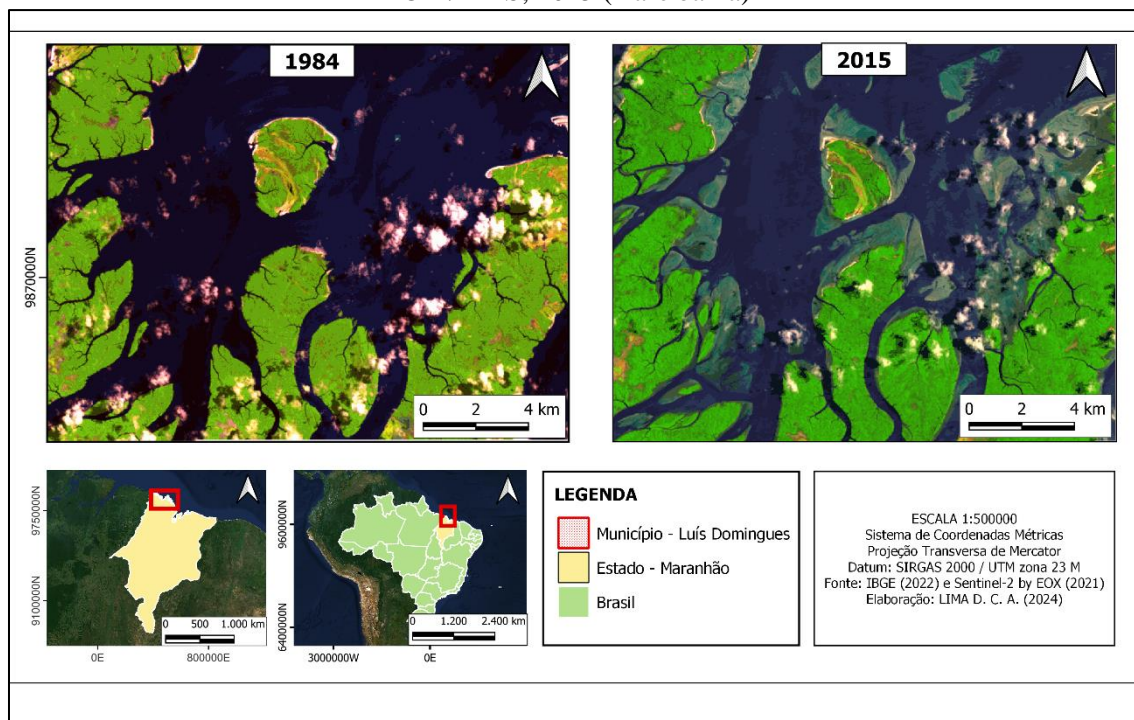 1984
2015
9870000N
0 2 4 km
0 2 4 km
9750000N
9100000N
0 500 1.000 km
0E 800000E
9600000N
6400000N
0 1.200 2.400 km
3000000W 0E
LEGENDA
Município - Luís Domingues
Estado - Maranhão
Brasil
ESCALA 1:500000
Sistema de Coordenadas Métricas
Projeção Transversa de Mercator
Datum: SIRGAS 2000 / UTM zona 23 M
Fonte: IBGE (2022) e Sentinel-2 by EOX (2021)
Elaboração: LIMA D. C. A. (2024)